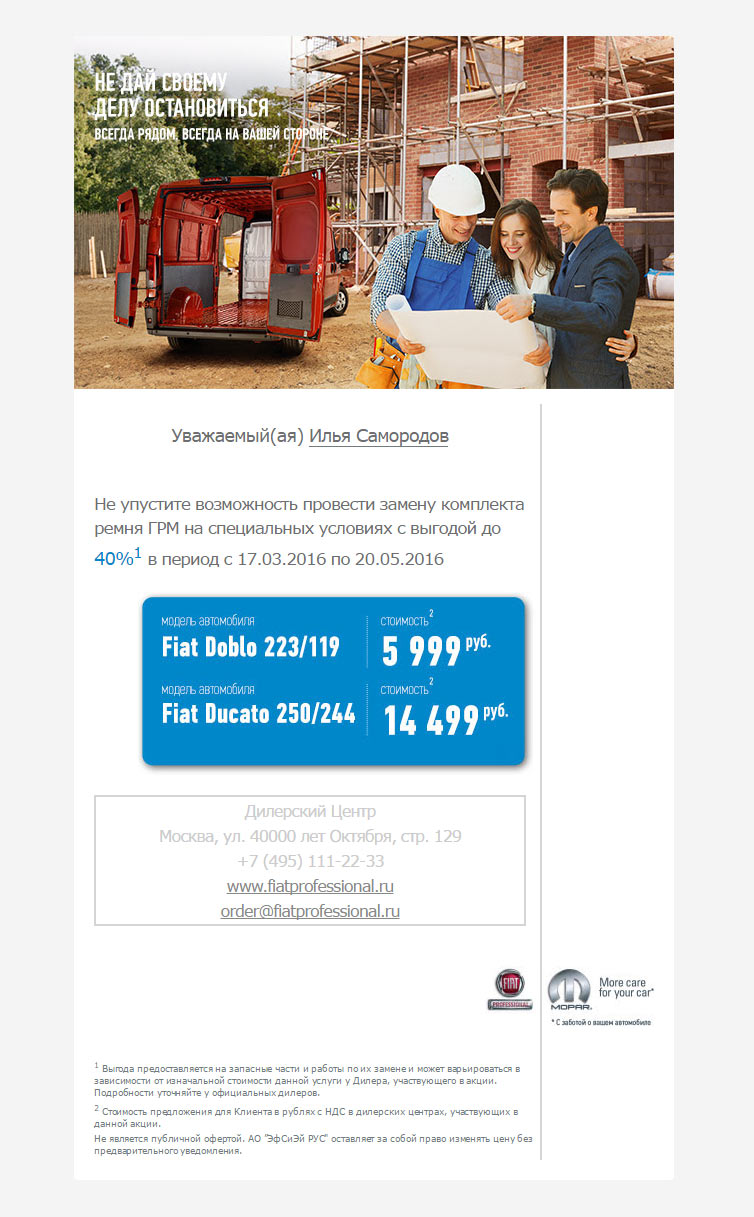 НЕ ДАЙ СВОЕМУ
ДЕЛУ ОСТАНОВИТЬСЯ
ВСЕГДА РЯДОМ, ВСЕГДА НА ВАШЕЙ СТОРОНЕ.
Уважаемый(ая) Илья Самородов
Не упустите возможность провести замену комплекта
ремня ГРМ на специальных условиях с выгодой до
40%1 в период с 17.03.2016 по 20.05.2016
модель автомобиля стоимость2
Fiat Doblo 223/119 5 999 руб.
модель автомобиля стоимость2
Fiat Ducato 250/244 14 499 руб.
Дилерский Центр
Москва, ул. 40000 лет Октября, стр. 129
+7 (495) 111-22-33
www.fiatprofessional.ru
order@fiatprofessional.ru
FIAT
PROFESSIONAL
MOPAR.
More care
for your car*
* С заботой о вашем автомобиле
1 Выгода предоставляется на запасные части и работы по их замене и может варьироваться в
зависимости от изначальной стоимости данной услуги у Дилера, участвующего в акции.
Подробности уточняйте у официальных дилеров.
2 Стоимость предложения для Клиента в рублях с НДС в дилерских центрах, участвующих в
данной акции.
Не является публичной офертой. АО "ЭфСиЭй РУС" оставляет за собой право изменять цену без
предварительного уведомления.